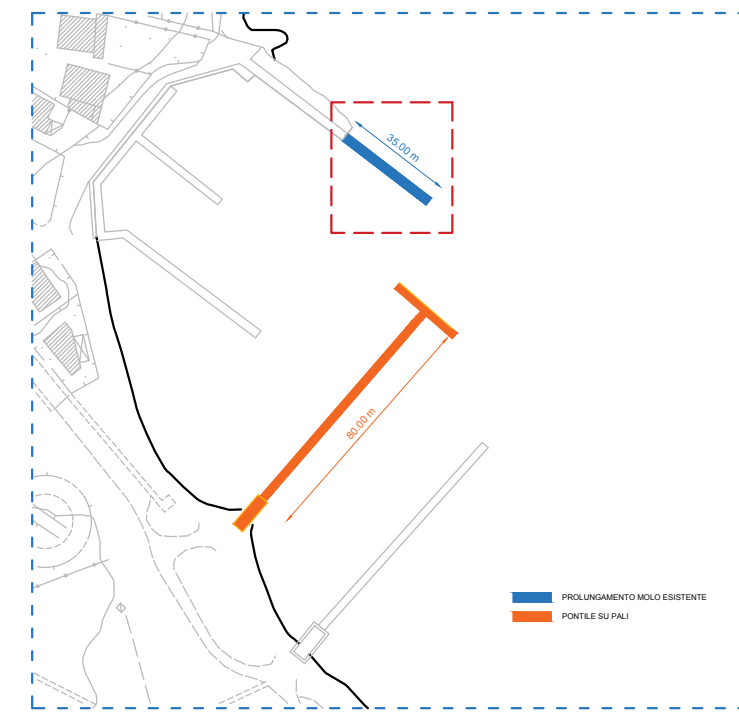 35.00 m
80.00 m
PROLUNGAMENTO MOLO ESISTENTE
PONTILE SU PALI